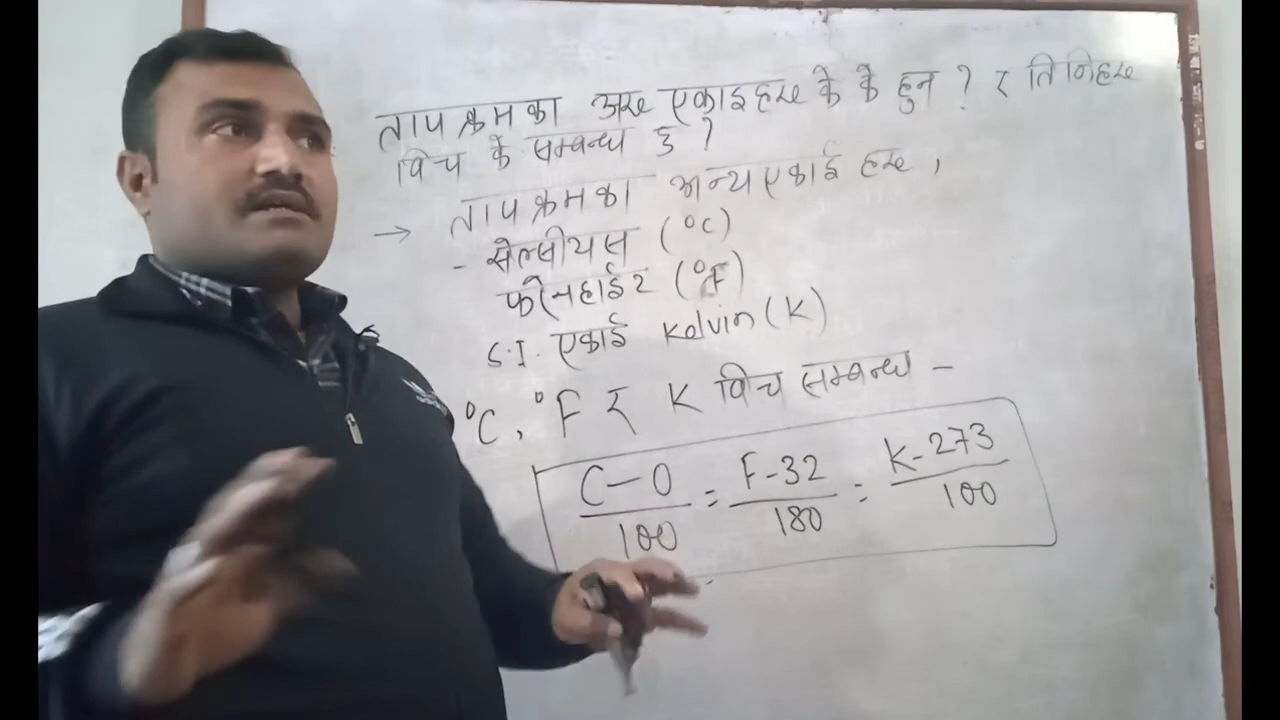 तापक्रमका अरु एकाइहरु के के हुन ? र तिनिहरु
विच के सम्बन्ध छ ?
→ तापक्रमका अन्य एकाई हरु,
- सेल्सीयस (°C)
फरेनहाईट (°F)
S.I. एकाई Kelvin (K)
°C, °F र K विच सम्बन्ध -
C-0/100 = F-32/180 = K-273/100